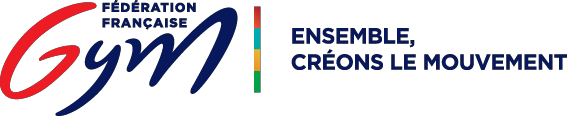 FÉDÉRATION
FRANÇAISE
Gym
ENSEMBLE,
CRÉONS LE MOUVEMENT